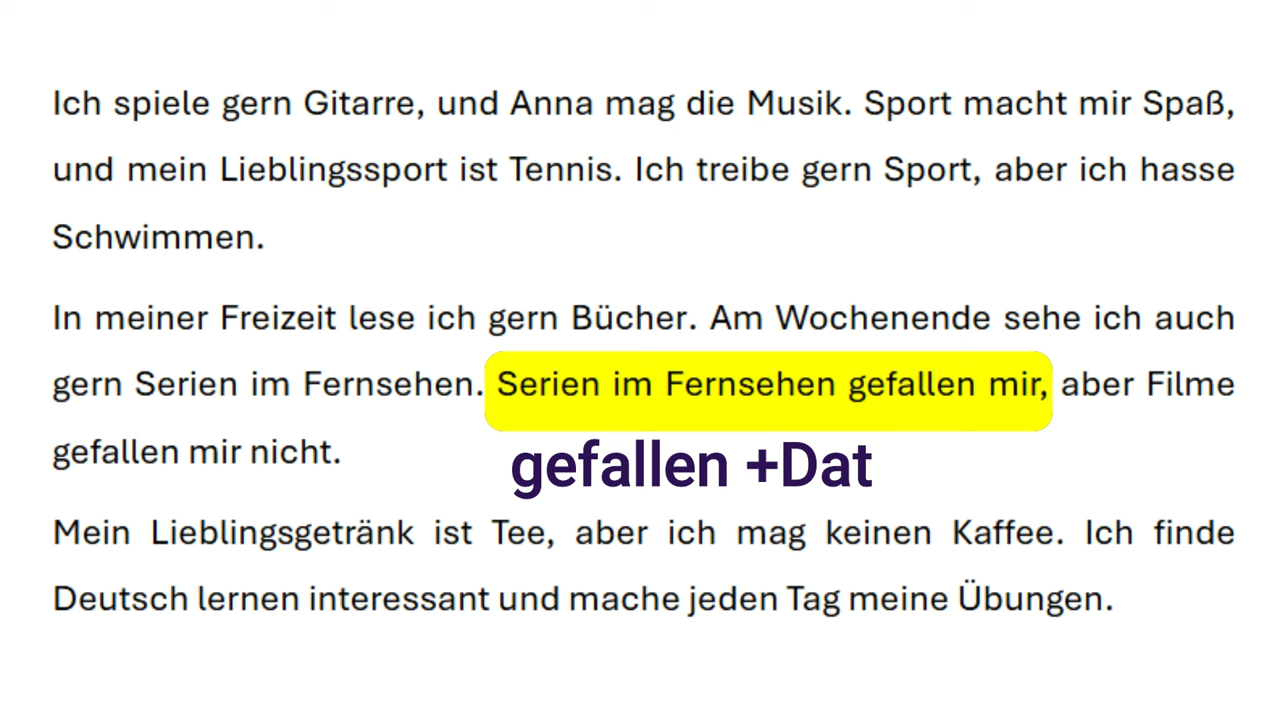 Ich spiele gern Gitarre, und Anna mag die Musik. Sport macht mir Spaß,
und mein Lieblingssport ist Tennis. Ich treibe gern Sport, aber ich hasse
Schwimmen.
In meiner Freizeit lese ich gern Bücher. Am Wochenende sehe ich auch
gern Serien im Fernsehen. Serien im Fernsehen gefallen mir, aber Filme
gefallen mir nicht.
gefallen +Dat
Mein Lieblingsgetränk ist Tee, aber ich mag keinen Kaffee. Ich finde
Deutsch lernen interessant und mache jeden Tag meine Übungen.